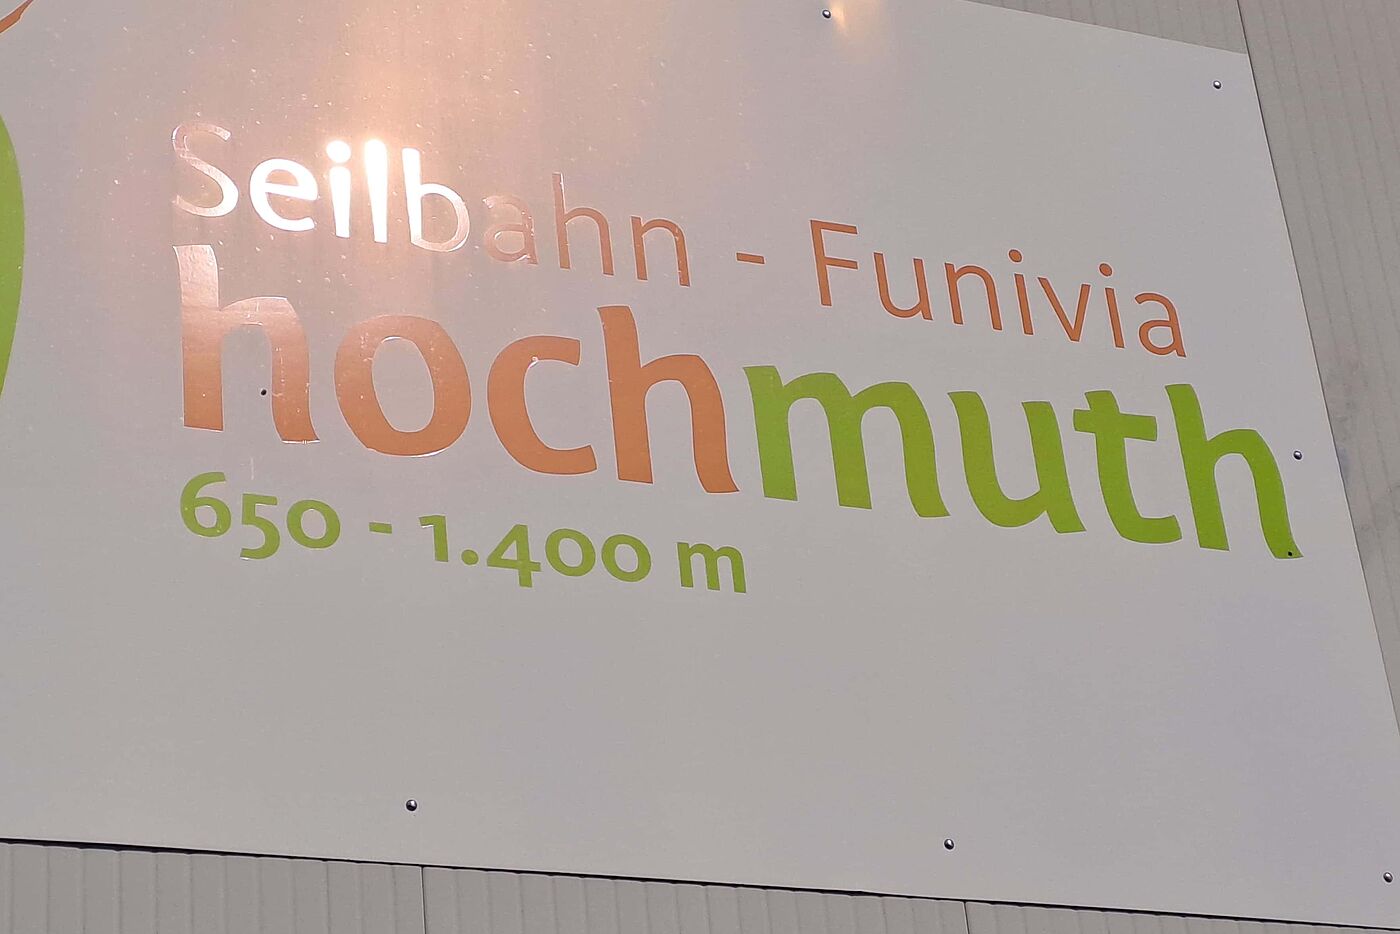 Seilbahn - Funivia
hochmuth
650 - 1.400 m